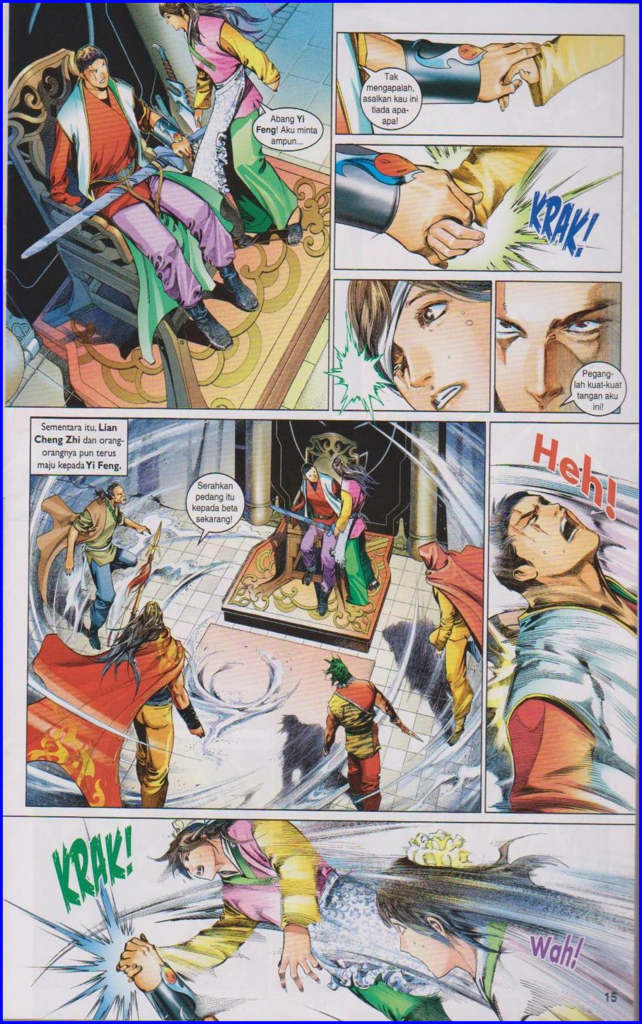 Abang Yi
Feng! Aku minta
ampun...
Tak
mengapalah,
asalkan kau ini
tiada apa-
apa!
KRAK!
Pegang-
lah kuat-kuat
tangan aku
ini!
Sementara itu, Lian
Cheng Zhi dan orang-
orangnya pun terus
maju kepada Yi Feng.
Serahkan
pedang itu
kepada beta
sekarang!
Heh!
KRAK!
Wah!
15